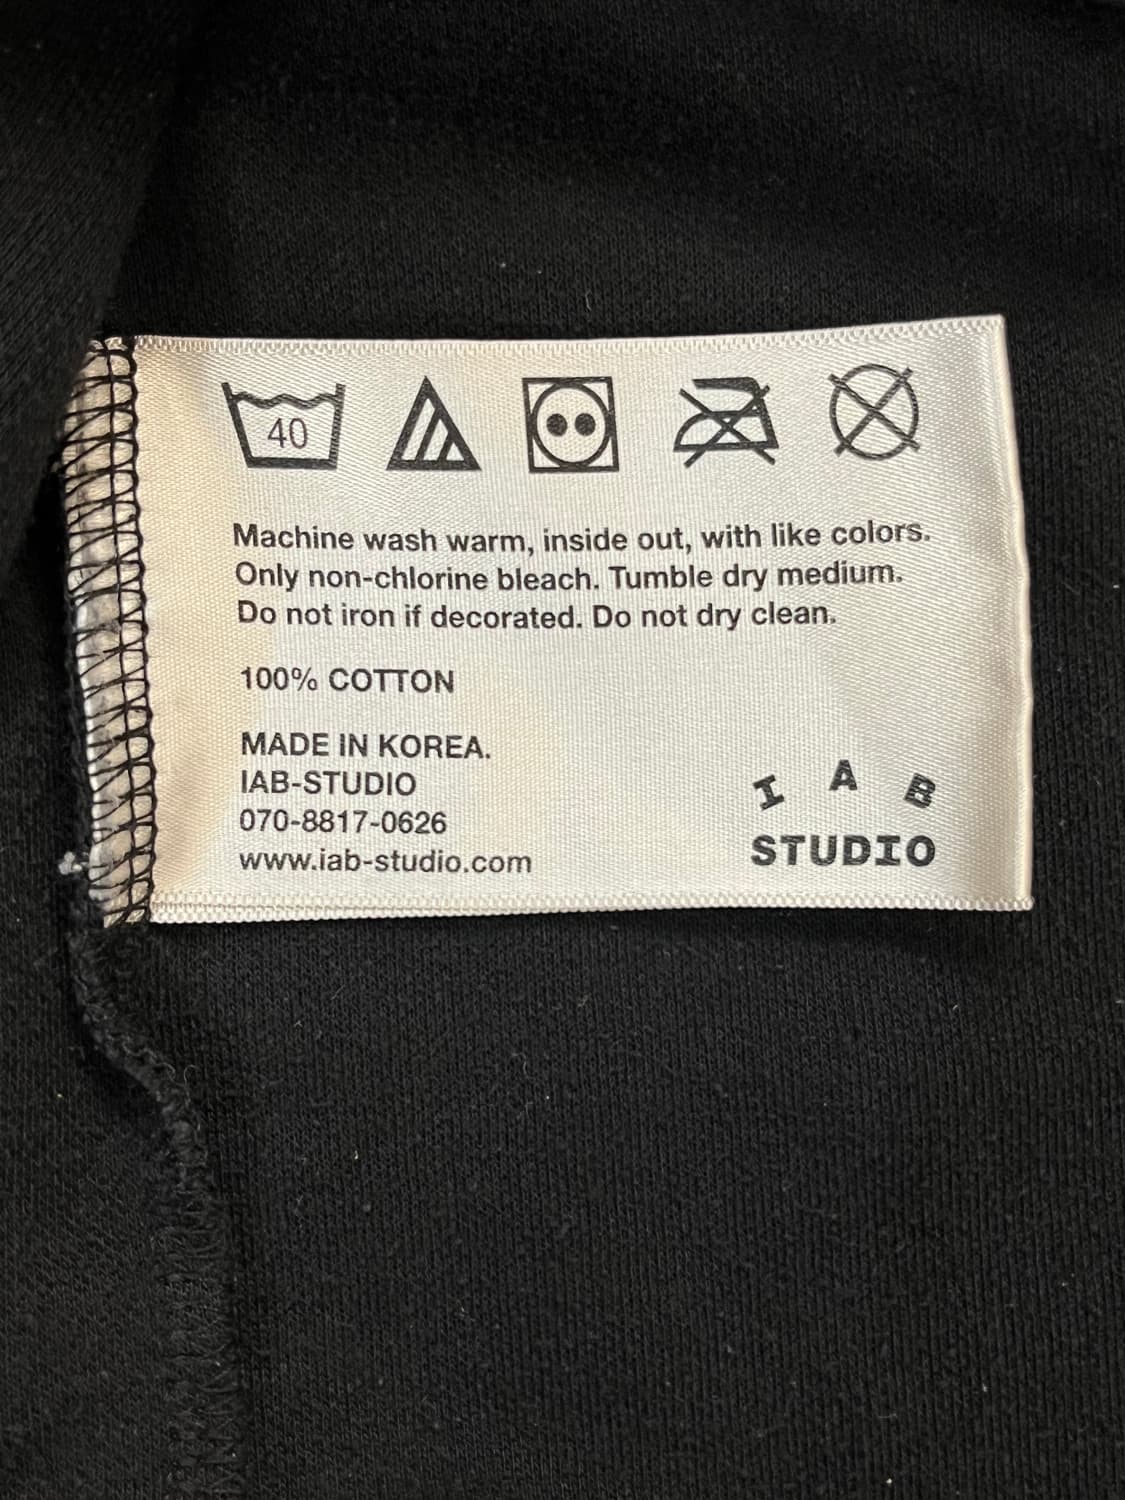 40
Machine wash warm, inside out, with like colors.
Only non-chlorine bleach. Tumble dry medium.
Do not iron if decorated. Do not dry clean.
100% COTTON
MADE IN KOREA.
IAB-STUDIO
070-8817-0626
www.iab-studio.com
I A B
STUDIO